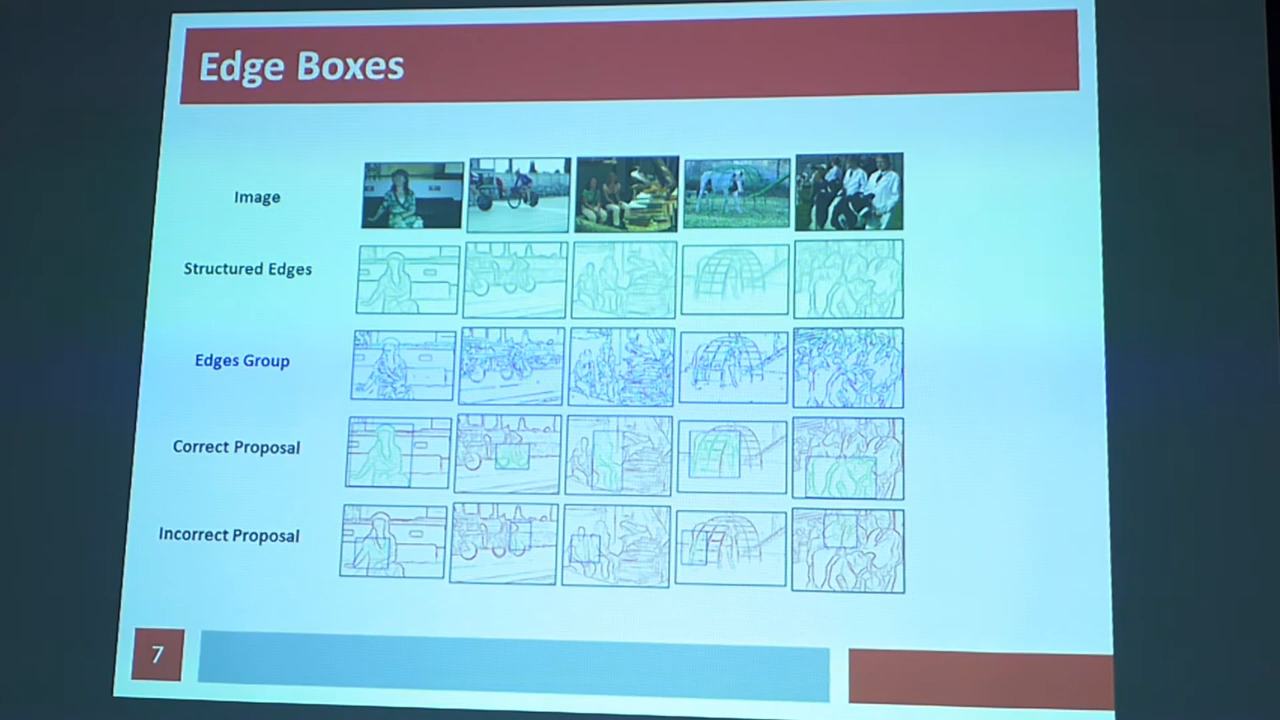 Edge Boxes
Image
Structured Edges
Edges Group
Correct Proposal
Incorrect Proposal
7